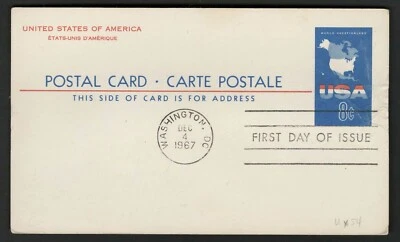 UNITED STATES OF AMERICA
ÉTATS-UNIS D'AMÉRIQUE
POSTAL CARD · CARTE POSTALE
THIS SIDE OF CARD IS FOR ADDRESS
USA
8c
WASHINGTON, DC
DEC
4
1967
FIRST DAY OF ISSUE